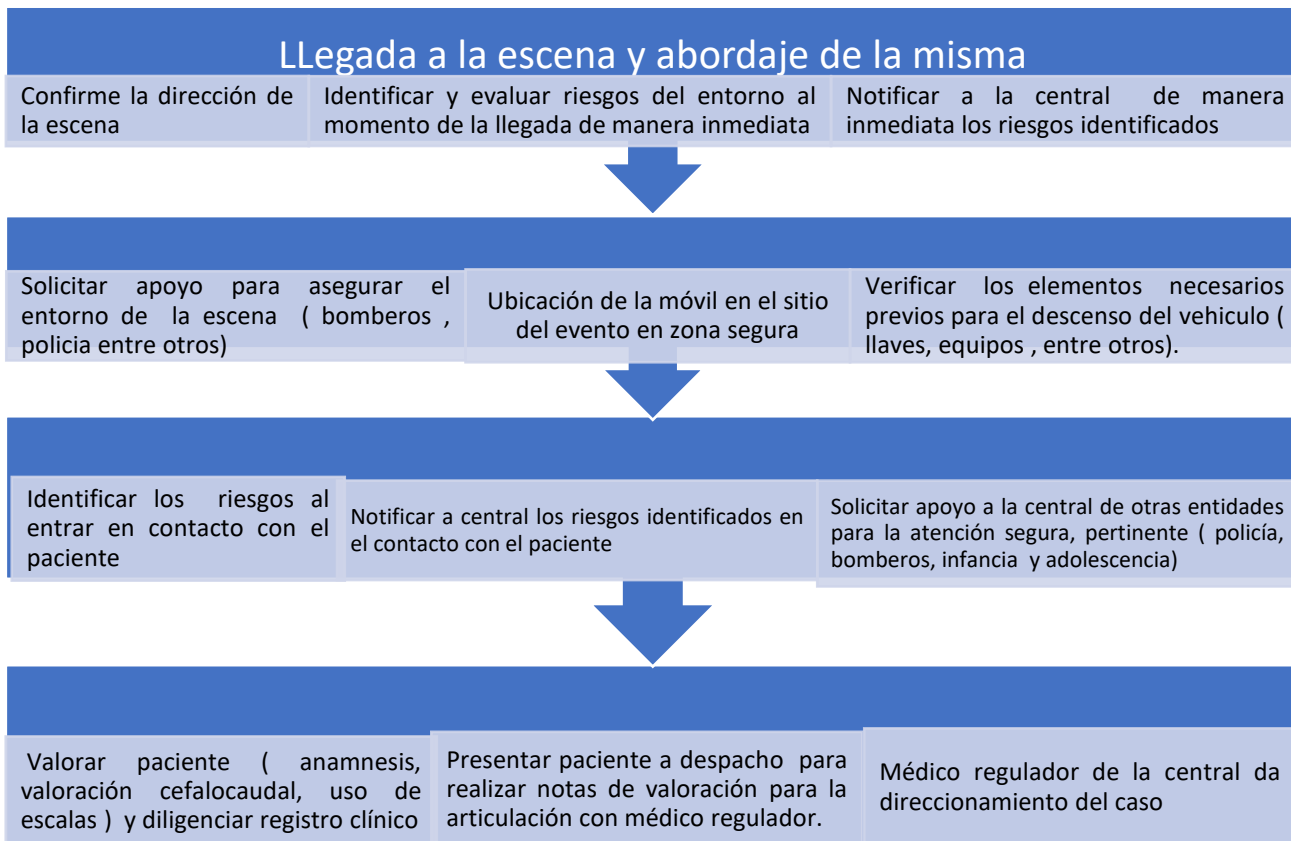 LLegada a la escena y abordaje de la misma
Confirme la dirección de
la escena
Identificar y evaluar riesgos del entorno al
momento de la llegada de manera inmediata
Notificar a la central de manera
inmediata los riesgos identificados
Solicitar apoyo para asegurar el
entorno de la escena ( bomberos ,
policia entre otros)
Ubicación de la móvil en el sitio
del evento en zona segura
Verificar los elementos necesarios
previos para el descenso del vehiculo (
llaves, equipos , entre otros).
Identificar los riesgos al
entrar en contacto con el
paciente
Notificar a central los riesgos identificados en
el contacto con el paciente
Solicitar apoyo a la central de otras entidades
para la atención segura, pertinente ( policía,
bomberos, infancia y adolescencia)
Valorar paciente ( anamnesis,
valoración cefalocaudal, uso de
escalas ) y diligenciar registro clínico
Presentar paciente a despacho para
realizar notas de valoración para la
articulación con médico regulador.
Médico regulador de la central da
direccionamiento del caso